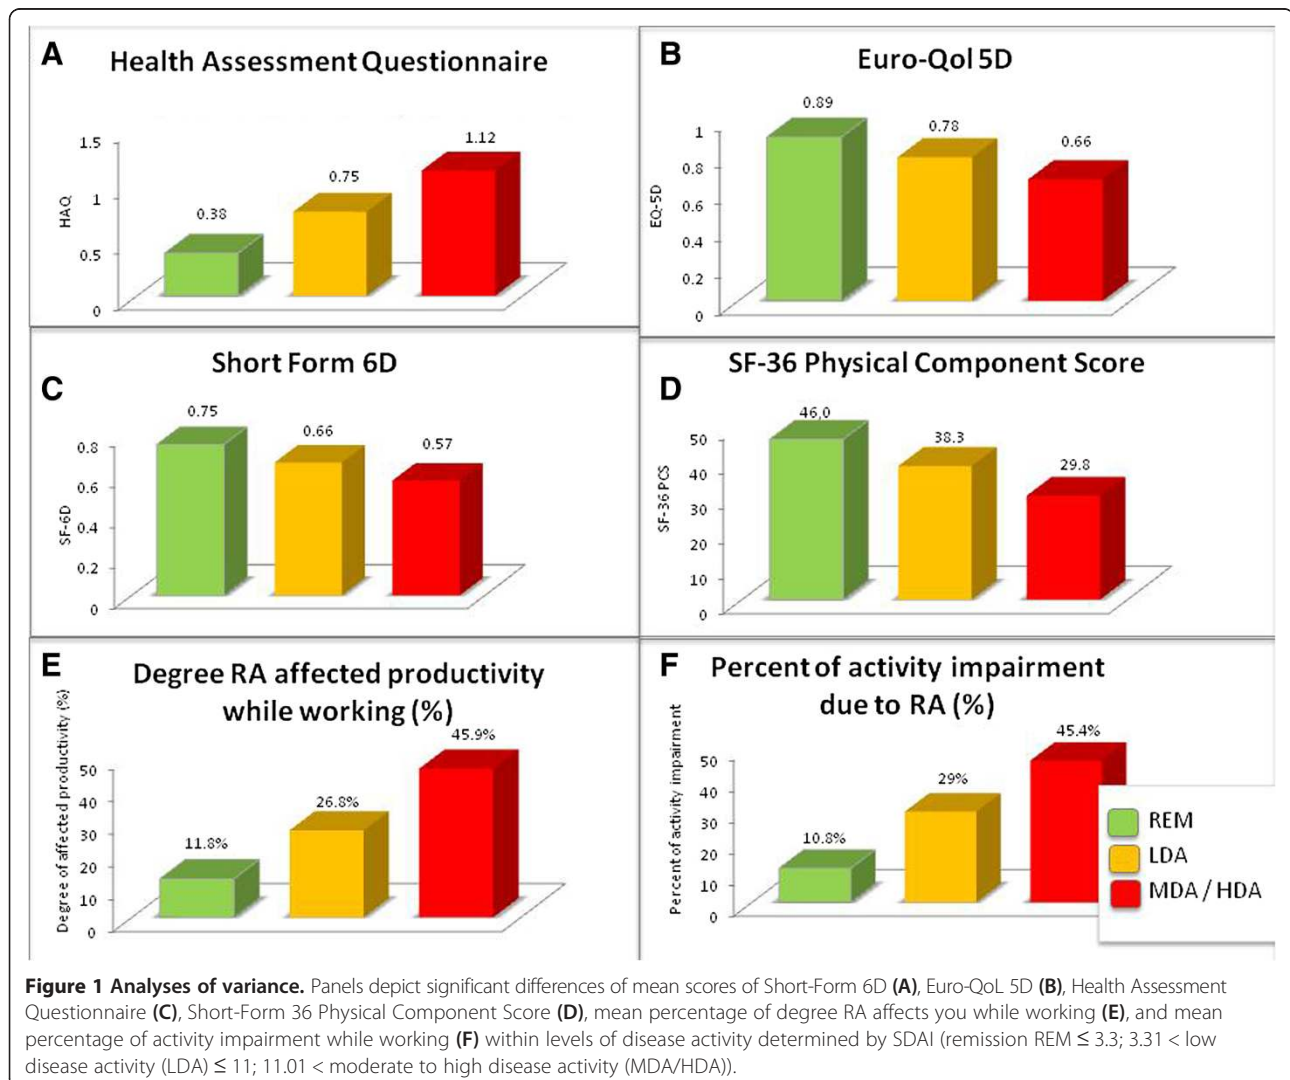 A
Health Assessment Questionnaire
HAQ
1.5
1
0.5
0
0.38
0.75
1.12
B
Euro-Qol 5D
EQ-5D
1
0.8
0.6
0.4
0.2
0
0.89
0.78
0.66
C
Short Form 6D
SF-6D
0.8
0.6
0.4
0.2
0
0.75
0.66
0.57
D
SF-36 Physical Component Score
SF-36 PCS
50
40
30
20
10
0
46,0
38.3
29.8
E
Degree RA affected productivity
while working (%)
Degree of affected productivity (%)
50
40
30
20
10
0
11.8%
26.8%
45.9%
F
Percent of activity impairment
due to RA (%)
Percent of activity impairment
50
40
30
20
10
0
10.8%
29%
45.4%
REM
LDA
MDA / HDA
Figure 1 Analyses of variance. Panels depict significant differences of mean scores of Short-Form 6D (A), Euro-QoL 5D (B), Health Assessment
Questionnaire (C), Short-Form 36 Physical Component Score (D), mean percentage of degree RA affects you while working (E), and mean
percentage of activity impairment while working (F) within levels of disease activity determined by SDAI (remission REM ≤ 3.3; 3.31 < low
disease activity (LDA) ≤ 11; 11.01 < moderate to high disease activity (MDA/HDA)).